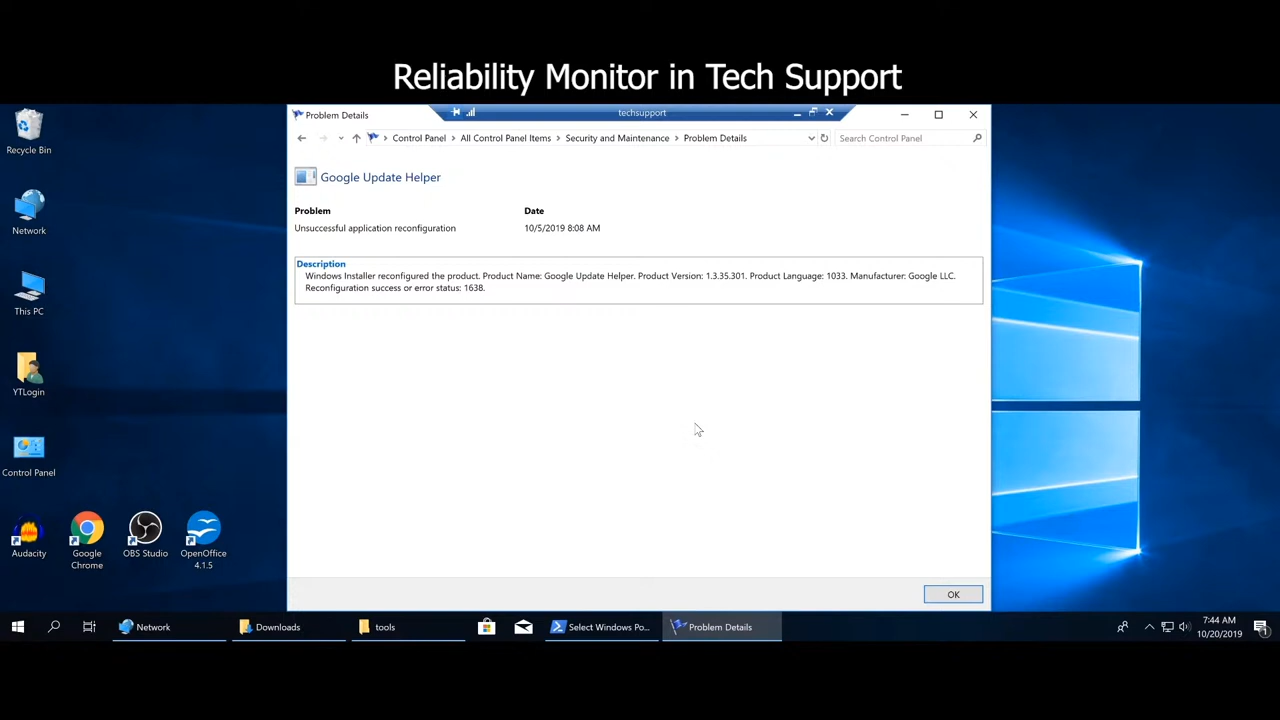 Reliability Monitor in Tech Support
Problem Details
techsupport
Control Panel > All Control Panel Items > Security and Maintenance > Problem Details
Search Control Panel
Google Update Helper
Problem
Date
Unsuccessful application reconfiguration
10/5/2019 8:08 AM
Description
Windows Installer reconfigured the product. Product Name: Google Update Helper. Product Version: 1.3.35.301. Product Language: 1033. Manufacturer: Google LLC.
Reconfiguration success or error status: 1638.
OK
Recycle Bin
Network
This PC
YTLogin
Control Panel
Audacity
Google
Chrome
OBS Studio
OpenOffice
4.1.5
Network
Downloads
tools
Select Windows Po...
Problem Details
7:44 AM
10/20/2019
1